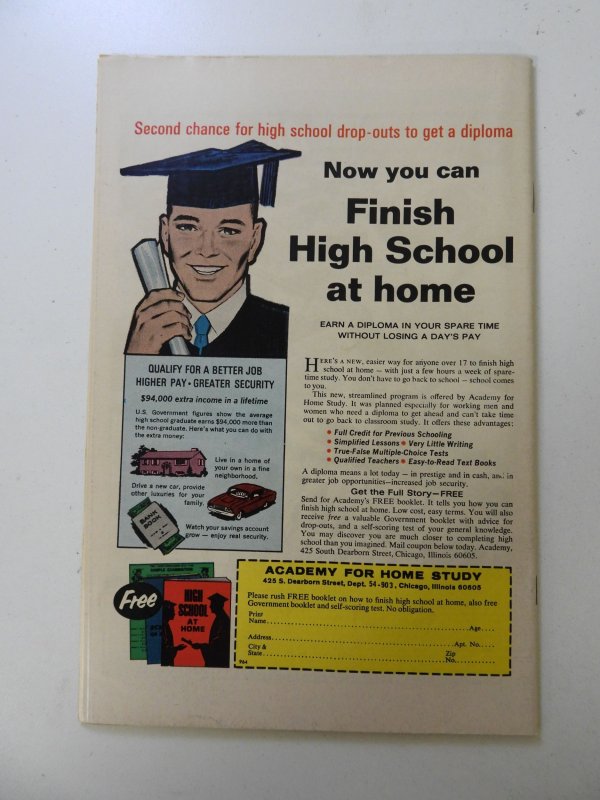 Second chance for high school drop-outs to get a diploma
Now you can
Finish
High School
at home
EARN A DIPLOMA IN YOUR SPARE TIME
WITHOUT LOSING A DAY'S PAY
HERE'S A NEW, easier way for anyone over 17 to finish high
school at home — with just a few hours a week of spare-
time study. You don't have to go back to school — school comes
to you.
This new, streamlined program is offered by Academy for
Home Study. It was planned especially for working men and
women who need a diploma to get ahead and can't take time
out to go back to classroom study. It offers these advantages:
• Full Credit for Previous Schooling
• Simplified Lessons • Very Little Writing
• True-False Multiple-Choice Tests
• Qualified Teachers • Easy-to-Read Text Books
A diploma means a lot today — in prestige and in cash, and in
greater job opportunities—increased job security.
Get the Full Story—FREE
Send for Academy's FREE booklet. It tells you how you can
finish high school at home. Low cost, easy terms. You will also
receive free a valuable Government booklet with advice for
drop-outs, and a self-scoring test of your general knowledge.
You may discover you are much closer to completing high
school than you imagined. Mail coupon below today. Academy,
425 South Dearborn Street, Chicago, Illinois 60605.
QUALIFY FOR A BETTER JOB
HIGHER PAY • GREATER SECURITY
$94,000 extra income in a lifetime
U.S. Government figures show the average
high school graduate earns $94,000 more than
the non-graduate. Here's what you can do with
the extra money:
Live in a home of
your own in a fine
neighborhood.
Drive a new car, provide
other luxuries for your
family.
BANK
BOOK
Watch your savings account
grow — enjoy real security.
Free
HIGH
SCHOOL
AT
HOME
ACADEMY FOR HOME STUDY
425 S. Dearborn Street, Dept. 54-903, Chicago, Illinois 60605
Please rush FREE booklet on how to finish high school at home, also free
Government booklet and self-scoring test. No obligation.
Print
Name Age
Address Apt. No.
City & Zip
State No.
964